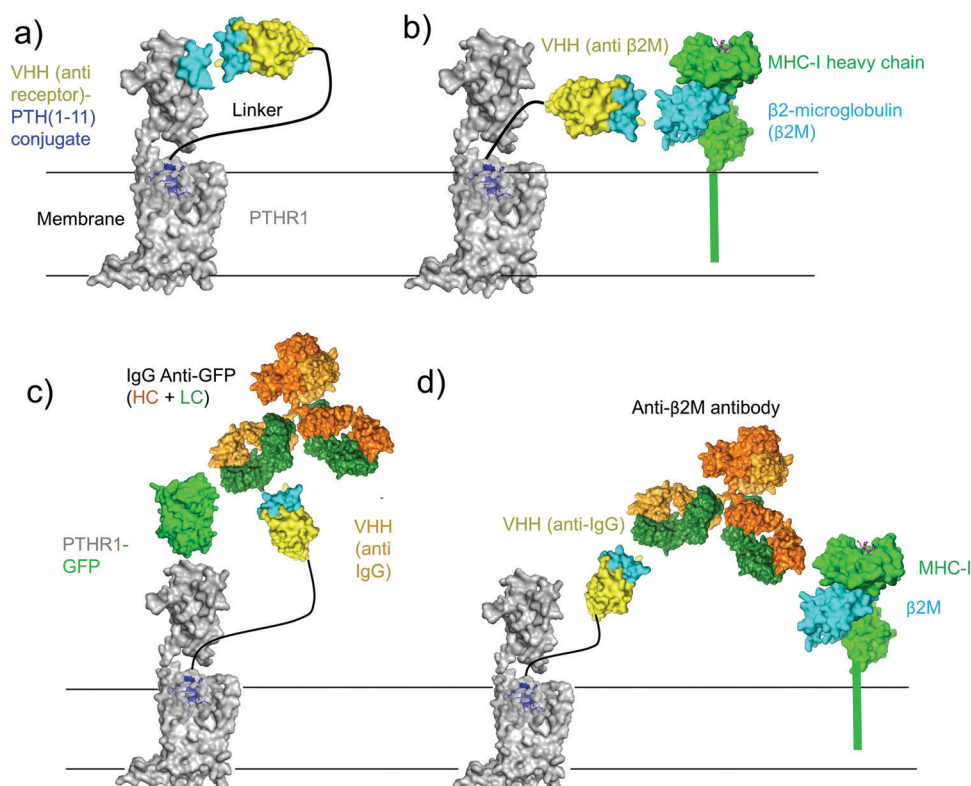 a)
VHH (anti
receptor)-
PTH(1-11)
conjugate
Linker
Membrane
PTHR1
b)
VHH (anti β2M)
MHC-I heavy chain
β2-microglobulin
(β2M)
c)
IgG Anti-GFP
(HC + LC)
PTHR1-
GFP
VHH
(anti
IgG)
d)
Anti-β2M antibody
VHH (anti-IgG)
MHC-I
β2M